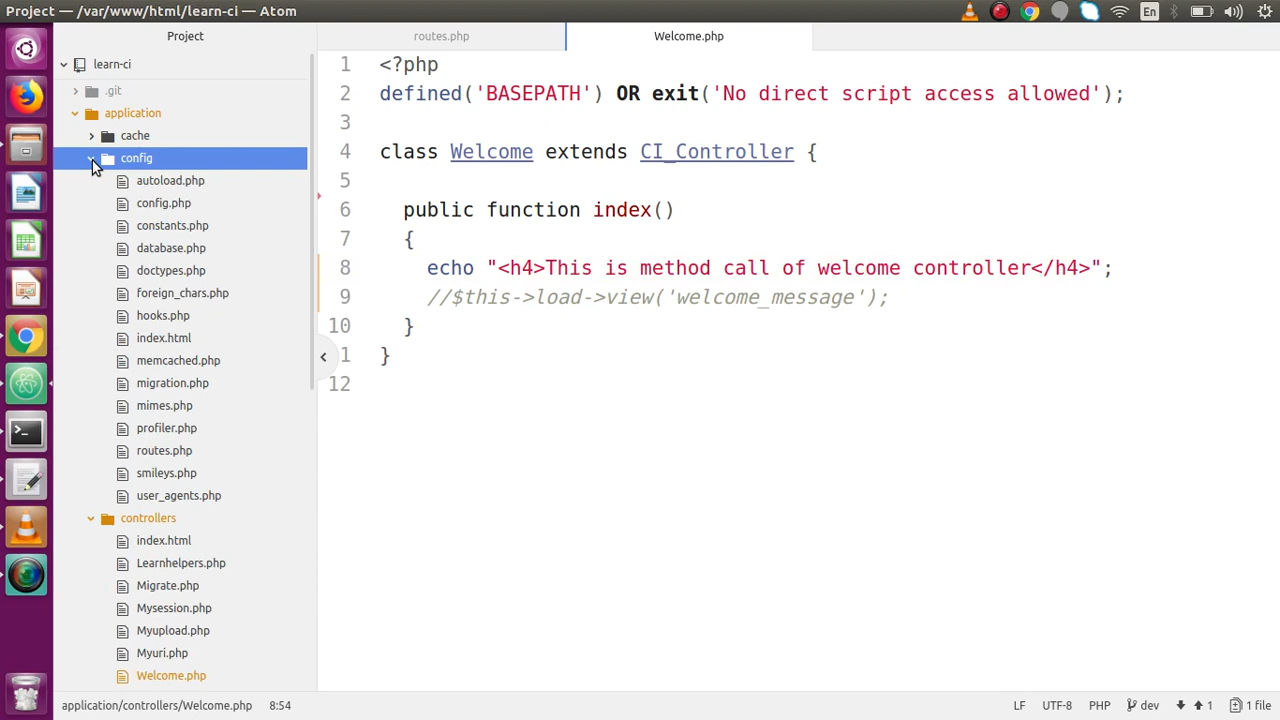 Project — /var/www/html/learn-ci — Atom
En
Project
routes.php
Welcome.php
learn-ci
.git
application
cache
config
autoload.php
config.php
constants.php
database.php
doctypes.php
foreign_chars.php
hooks.php
index.html
memcached.php
migration.php
mimes.php
profiler.php
routes.php
smileys.php
user_agents.php
controllers
index.html
Learnhelpers.php
Migrate.php
Mysession.php
Myupload.php
Myuri.php
Welcome.php
1 <?php
2 defined('BASEPATH') OR exit('No direct script access allowed');
3
4 class Welcome extends CI_Controller {
5
6 public function index()
7 {
8 echo "<h4>This is method call of welcome controller</h4>";
9 //$this->load->view('welcome_message');
10 }
1 }
12
application/controllers/Welcome.php 8:54 LF UTF-8 PHP dev 1 1 file